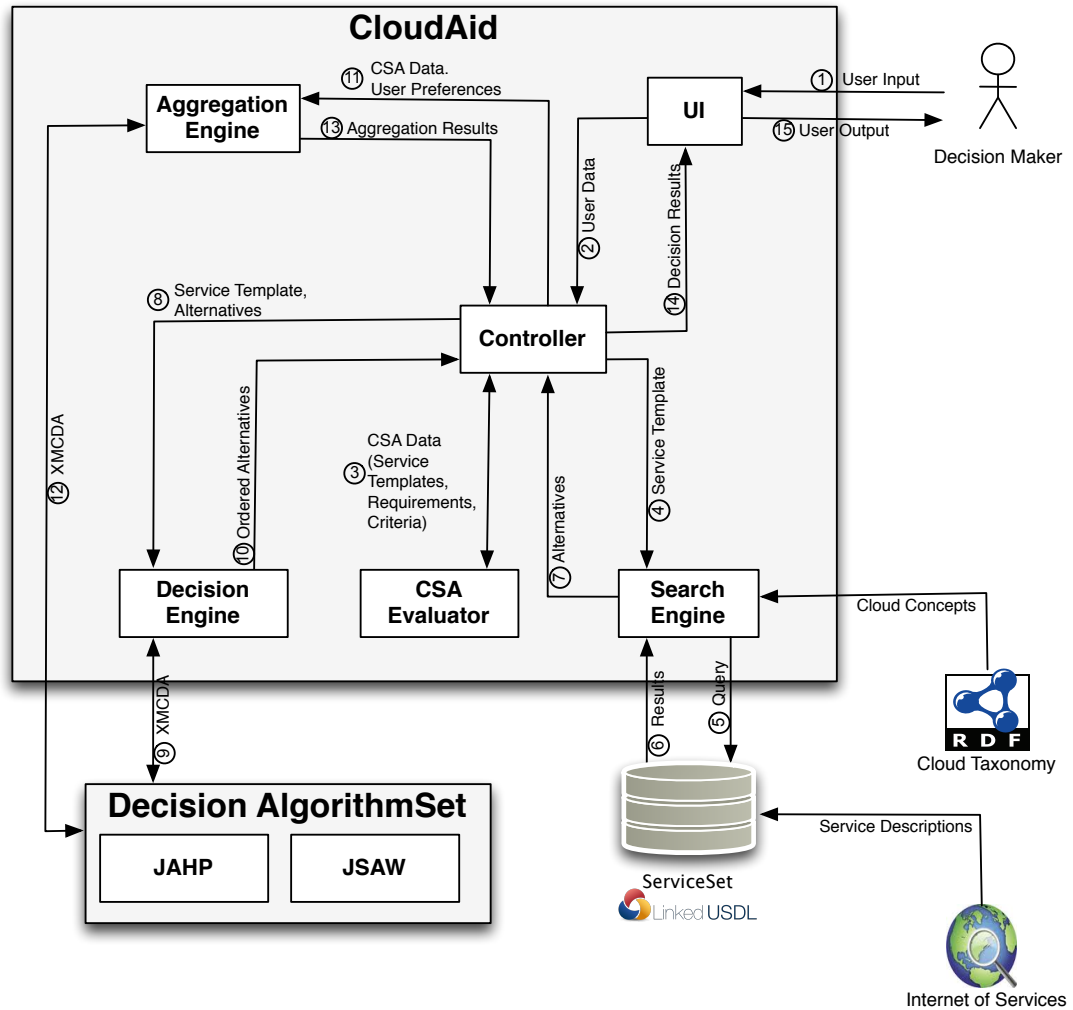 CloudAid
Aggregation
Engine
11 CSA Data.
User Preferences
13 Aggregation Results
UI
1 User Input
15 User Output
Decision Maker
2 User Data
14 Decision Results
8 Service Template,
Alternatives
Controller
10 Ordered Alternatives
3 CSA Data
(Service
Templates,
Requirements,
Criteria)
4 Service Template
7 Alternatives
12 XMCDA
Decision
Engine
CSA
Evaluator
Search
Engine
Cloud Concepts
9 XMCDA
6 Results
5 Query
RDF
Cloud Taxonomy
Decision AlgorithmSet
JAHP
JSAW
Service Descriptions
ServiceSet
Linked USDL
Internet of Services